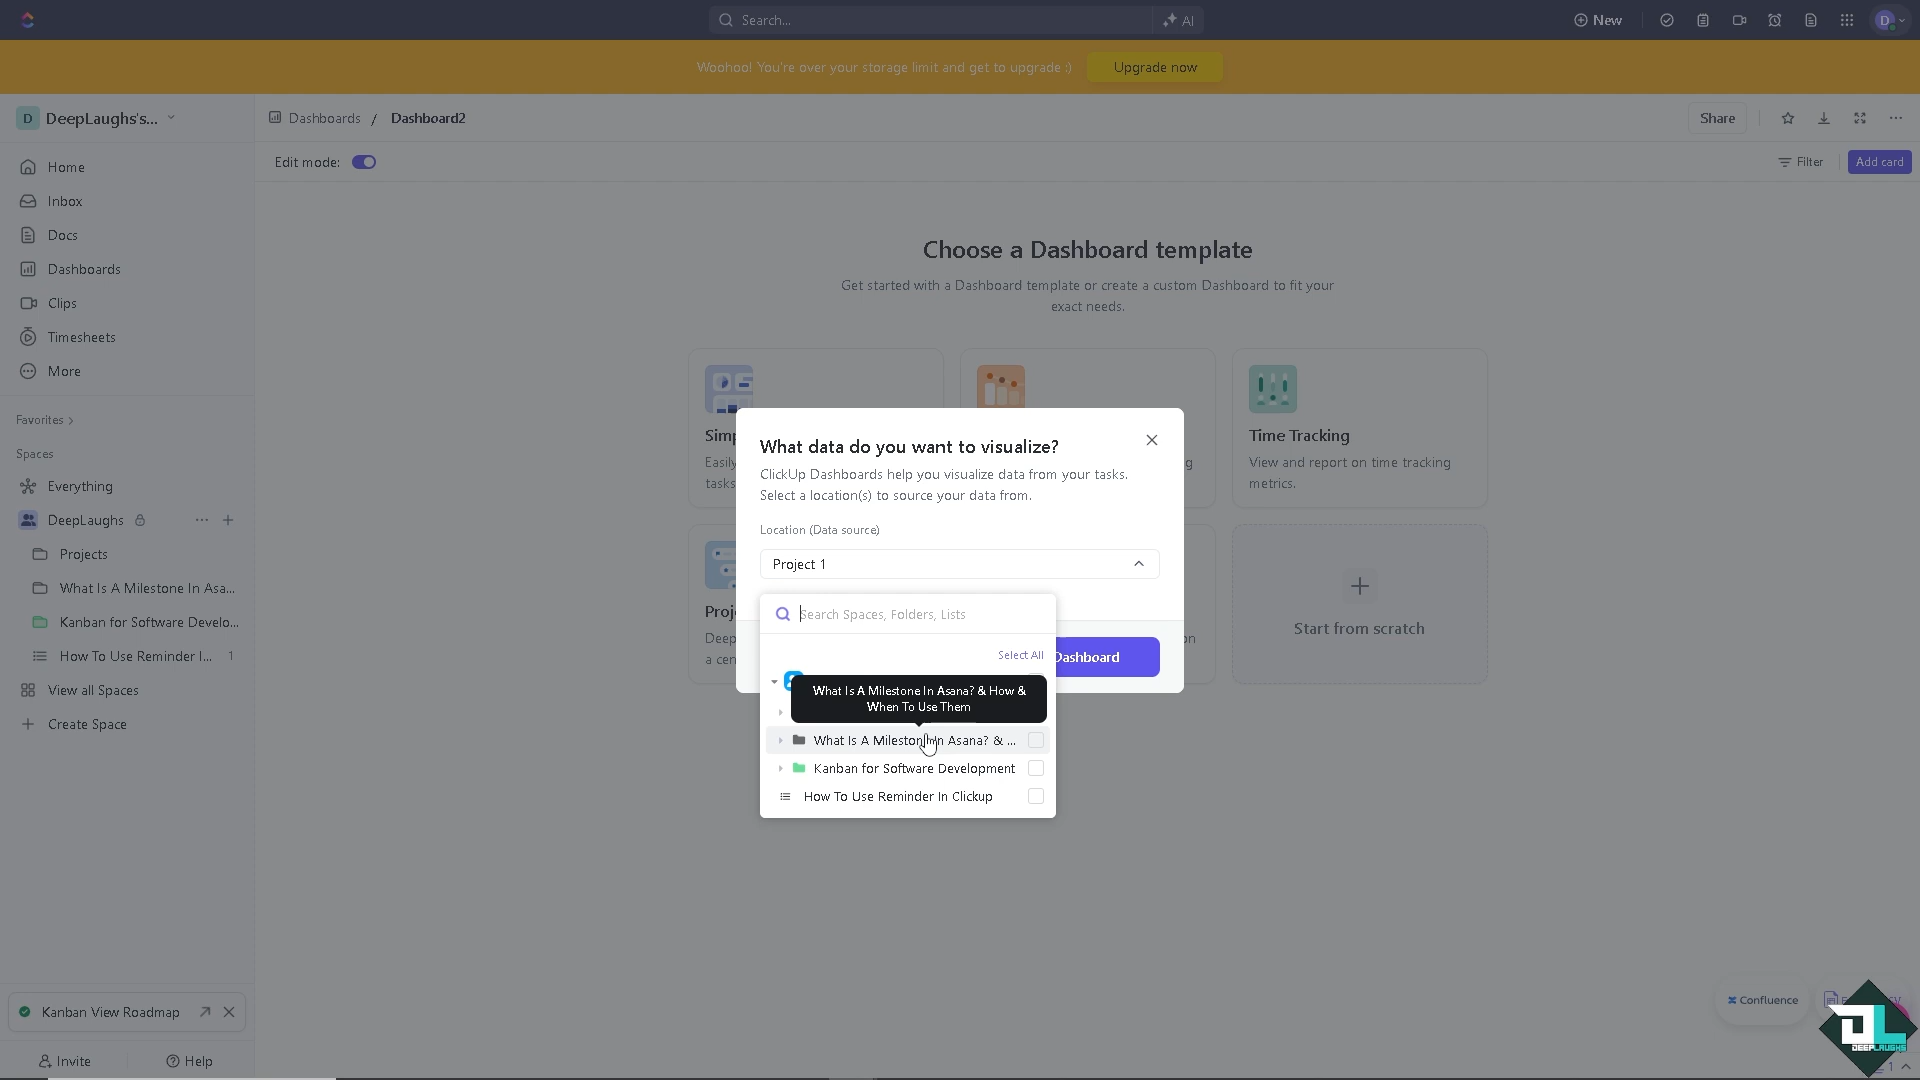 Search...
AI
New
D
Woohoo! You're over your storage limit and get to upgrade :)
Upgrade now
D
DeepLaughs's...
Dashboards / Dashboard2
Share
Edit mode:
Filter
Add card
Home
Inbox
Docs
Dashboards
Clips
Timesheets
More
Favorites
Spaces
Everything
DeepLaughs
Projects
What Is A Milestone In Asa...
Kanban for Software Develo...
How To Use Reminder I...
1
View all Spaces
Create Space
Kanban View Roadmap
Invite
Help
Choose a Dashboard template
Get started with a Dashboard template or create a custom Dashboard to fit your
exact needs.
Time Tracking
View and report on time tracking
metrics.
Start from scratch
What data do you want to visualize?
ClickUp Dashboards help you visualize data from your tasks.
Select a location(s) to source your data from.
Location (Data source)
Project 1
Search Spaces, Folders, Lists
Select All
Dashboard
What Is A Milestone In Asana? & How &
When To Use Them
What Is A Milestone In Asana? & ...
Kanban for Software Development
How To Use Reminder In Clickup
Confluence
DEEPLAUGHS
1